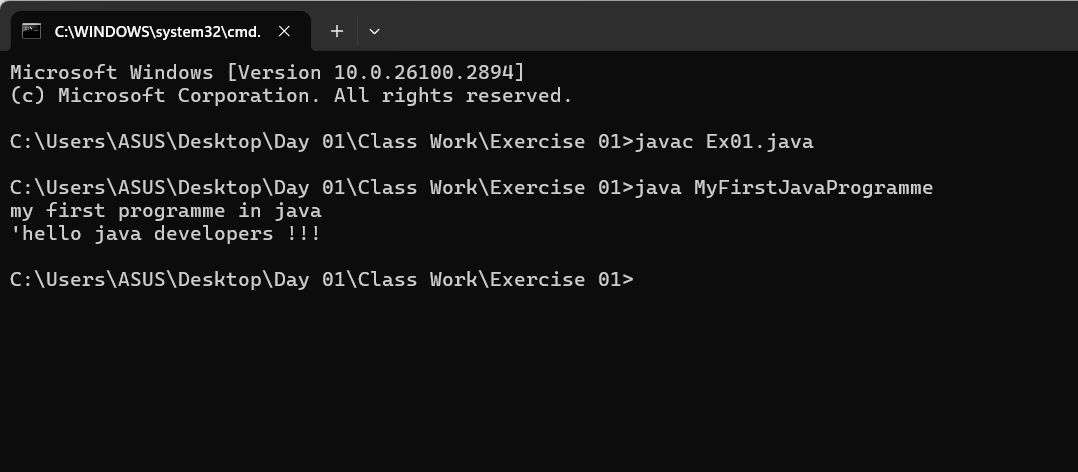 C:\WINDOWS\system32\cmd.
Microsoft Windows [Version 10.0.26100.2894]
(c) Microsoft Corporation. All rights reserved.
C:\Users\ASUS\Desktop\Day 01\Class Work\Exercise 01>javac Ex01.java
C:\Users\ASUS\Desktop\Day 01\Class Work\Exercise 01>java MyFirstJavaProgramme
my first programme in java
'hello java developers !!!
C:\Users\ASUS\Desktop\Day 01\Class Work\Exercise 01>